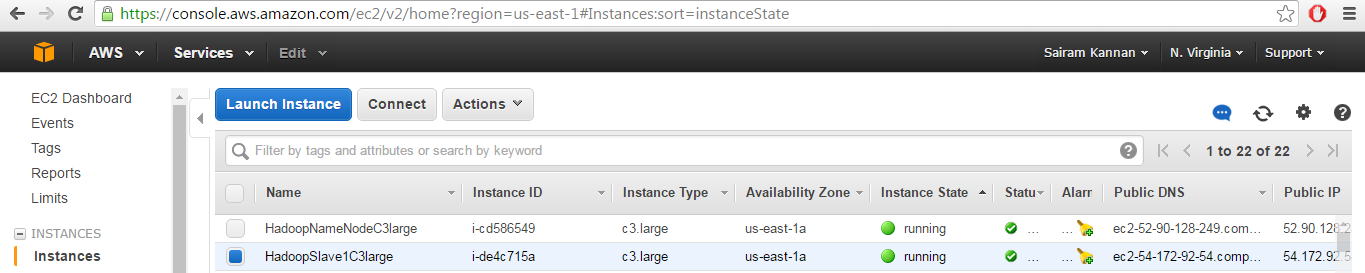 https://console.aws.amazon.com/ec2/v2/home?region=us-east-1#Instances:sort=instanceState
AWS Services Edit Sairam Kannan N. Virginia Support
EC2 Dashboard
Events
Tags
Reports
Limits
INSTANCES
Instances
Launch Instance Connect Actions
Filter by tags and attributes or search by keyword
1 to 22 of 22
Name Instance ID Instance Type Availability Zone Instance State Statu Alarr Public DNS Public IP
HadoopNameNodeC3large i-cd586549 c3.large us-east-1a running ... ... ec2-52-90-128-249.com... 52.90.128.2
HadoopSlave1C3large i-de4c715a c3.large us-east-1a running ... ... ec2-54-172-92-54.comp... 54.172.92.5